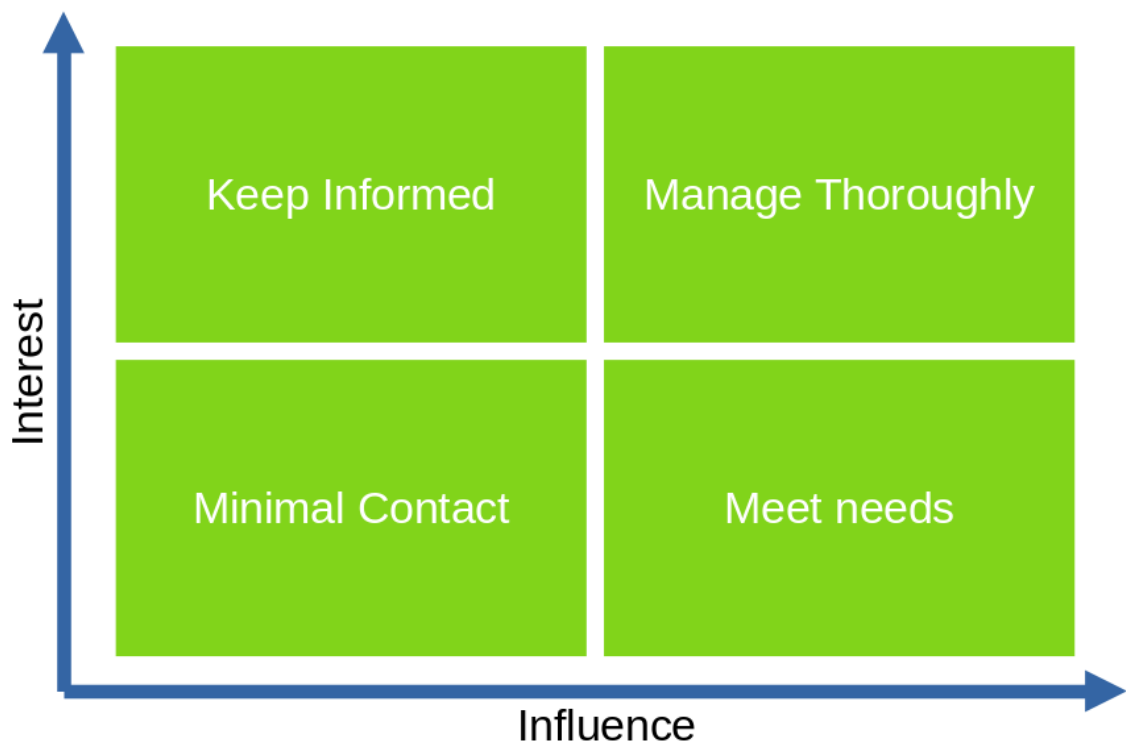 Keep Informed
Manage Thoroughly
Interest
Minimal Contact
Meet needs
Influence